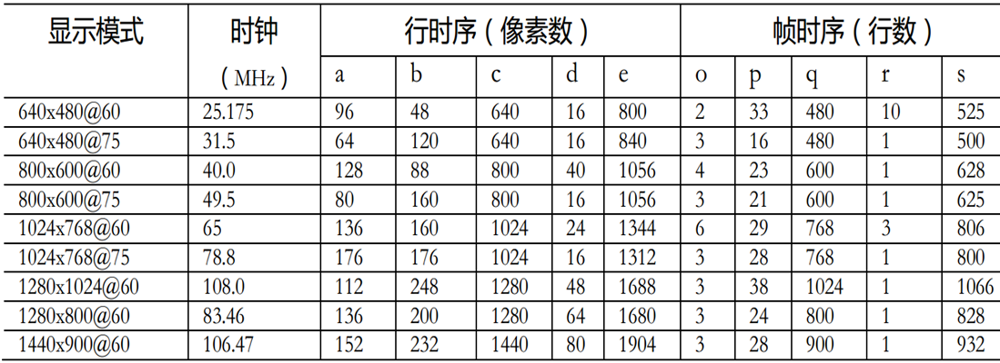 显示模式 时钟 行时序（像素数） 帧时序（行数）
（MHz） a b c d e o p q r s
640x480@60 25.175 96 48 640 16 800 2 33 480 10 525
640x480@75 31.5 64 120 640 16 840 3 16 480 1 500
800x600@60 40.0 128 88 800 40 1056 4 23 600 1 628
800x600@75 49.5 80 160 800 16 1056 3 21 600 1 625
1024x768@60 65 136 160 1024 24 1344 6 29 768 3 806
1024x768@75 78.8 176 176 1024 16 1312 3 28 768 1 800
1280x1024@60 108.0 112 248 1280 48 1688 3 38 1024 1 1066
1280x800@60 83.46 136 200 1280 64 1680 3 24 800 1 828
1440x900@60 106.47 152 232 1440 80 1904 3 28 900 1 932